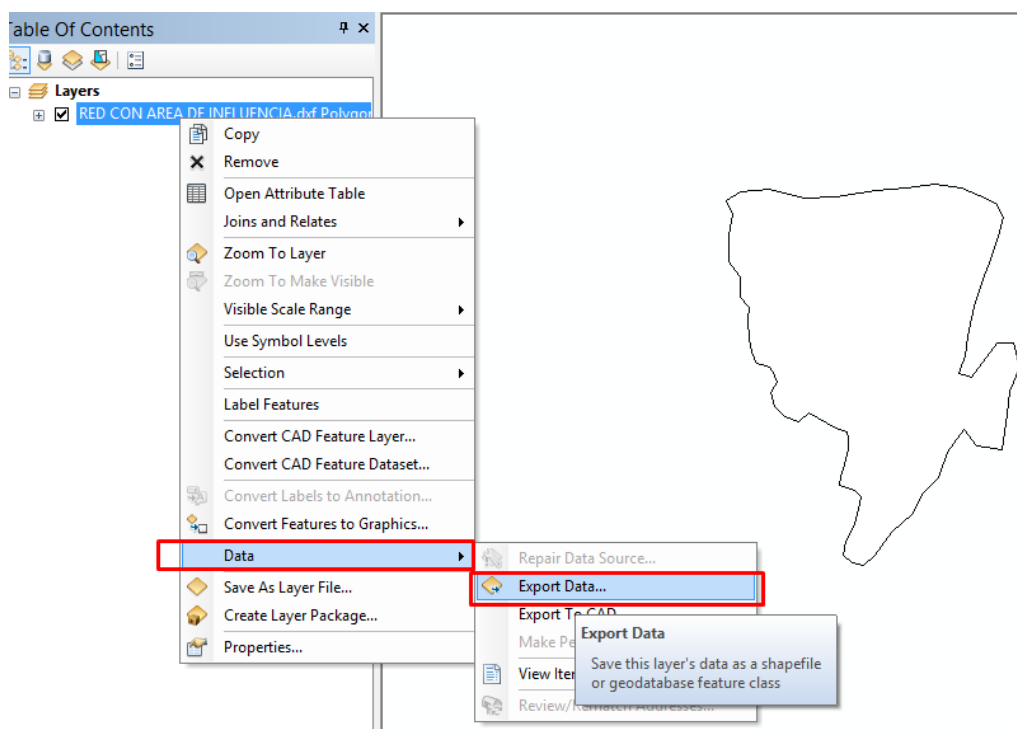 Table Of Contents
Layers
RED CON AREA DE INFLUENCIA.dxf Polygon
Copy
Remove
Open Attribute Table
Joins and Relates
Zoom To Layer
Zoom To Make Visible
Visible Scale Range
Use Symbol Levels
Selection
Label Features
Convert CAD Feature Layer...
Convert CAD Feature Dataset...
Convert Labels to Annotation...
Convert Features to Graphics...
Data
Save As Layer File...
Create Layer Package...
Properties...
Repair Data Source...
Export Data...
Export To CAD
Make
View
Review/Rematch Addresses...
Export Data
Save this layer's data as a shapefile
or geodatabase feature class